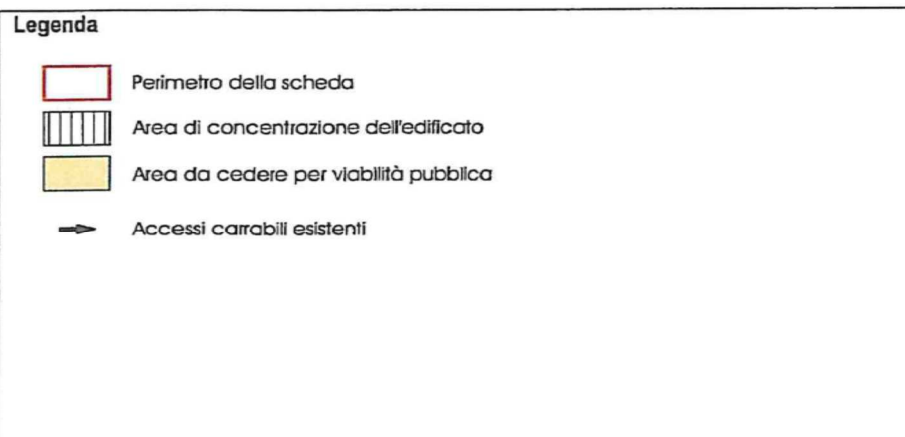 Legenda
Perimetro della scheda
Area di concentrazione dell'edificato
Area da cedere per viabilità pubblica
Accessi carrabili esistenti